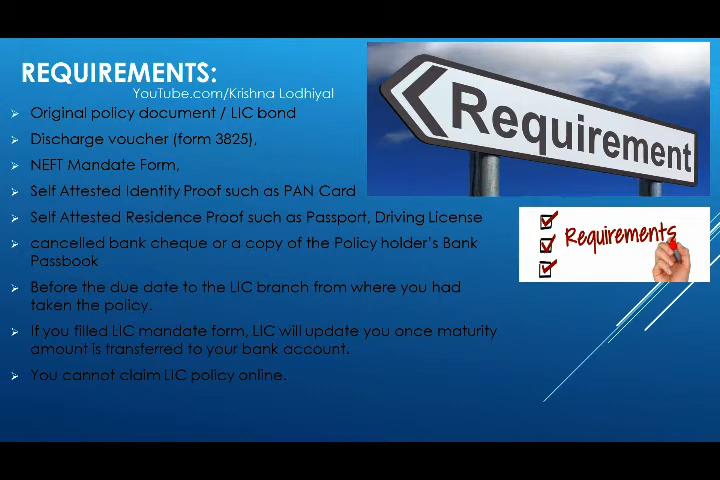 REQUIREMENTS:
YouTube.com/Krishna Lodhiyal
Original policy document / LIC bond
Discharge voucher (form 3825),
NEFT Mandate Form,
Self Attested Identity Proof such as PAN Card
Self Attested Residence Proof such as Passport, Driving License
cancelled bank cheque or a copy of the Policy holder's Bank
Passbook
Before the due date to the LIC branch from where you had
taken the policy.
If you filled LIC mandate form, LIC will update you once maturity
amount is transferred to your bank account.
You cannot claim LIC policy online.
Requirement
Requirements